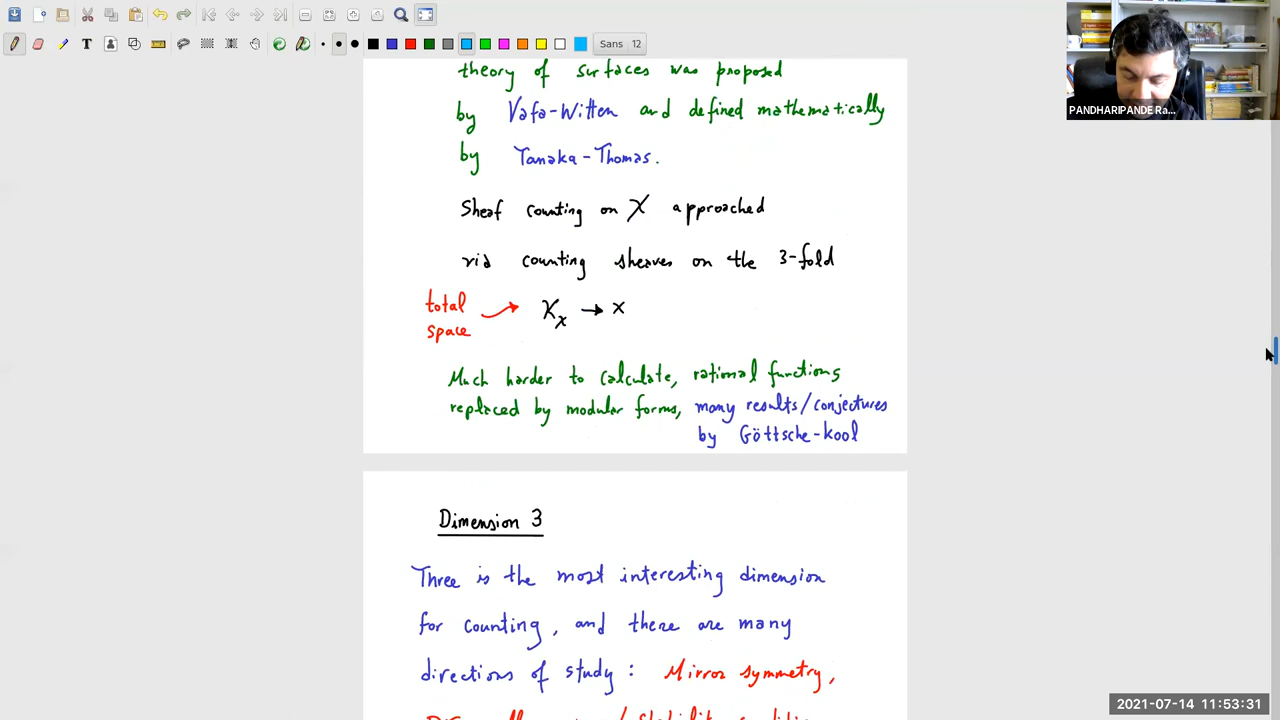 Sans 12
PANDHARIPANDE Ra...
theory of surfaces was proposed
by Vafa-Witten and defined mathematically
by Tanaka-Thomas.
Sheaf counting on X approached
via counting sheaves on the 3-fold
total space → K_X → X
Much harder to calculate, rational functions
replaced by modular forms, many results/conjectures
by Göttsche-Kool
Dimension 3
Three is the most interesting dimension
for counting, and there are many
directions of study: Mirror symmetry,
2021-07-14 11:53:31